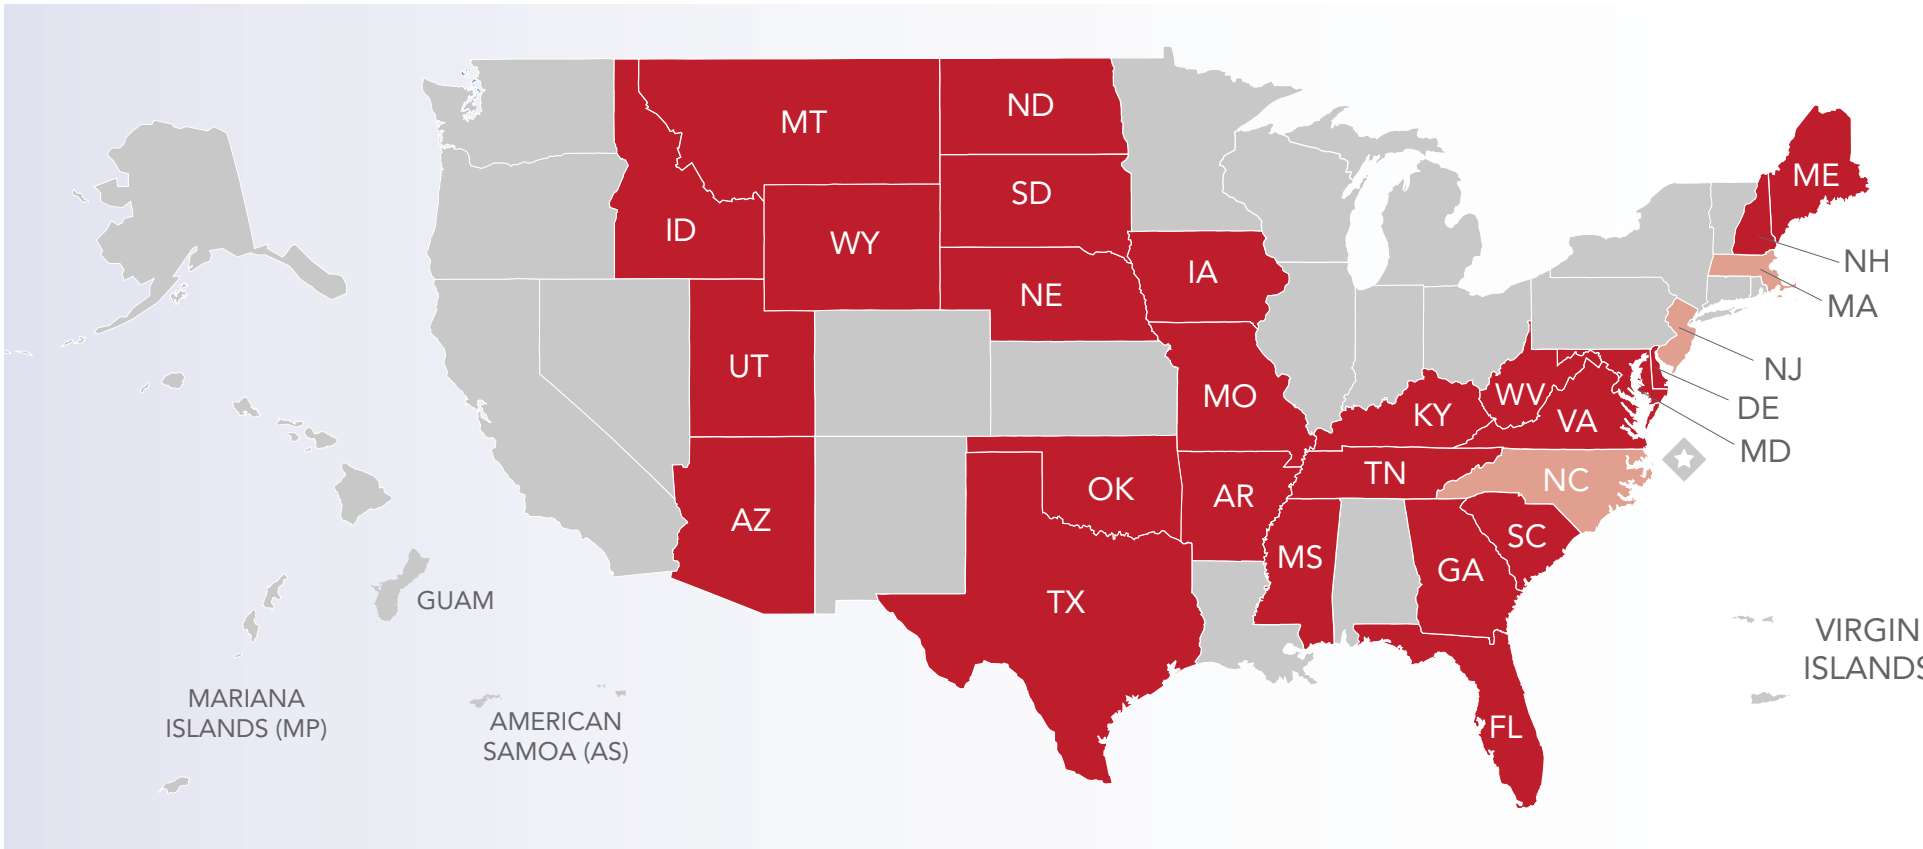 MT
ND
ME
SD
ID
WY
NH
IA
NE
MA
UT
NJ
MO
WV
KY
DE
VA
MD
TN
NC
OK
AR
AZ
SC
MS
GA
TX
GUAM
VIRGIN
ISLANDS
MARIANA
ISLANDS (MP)
AMERICAN
SAMOA (AS)
FL